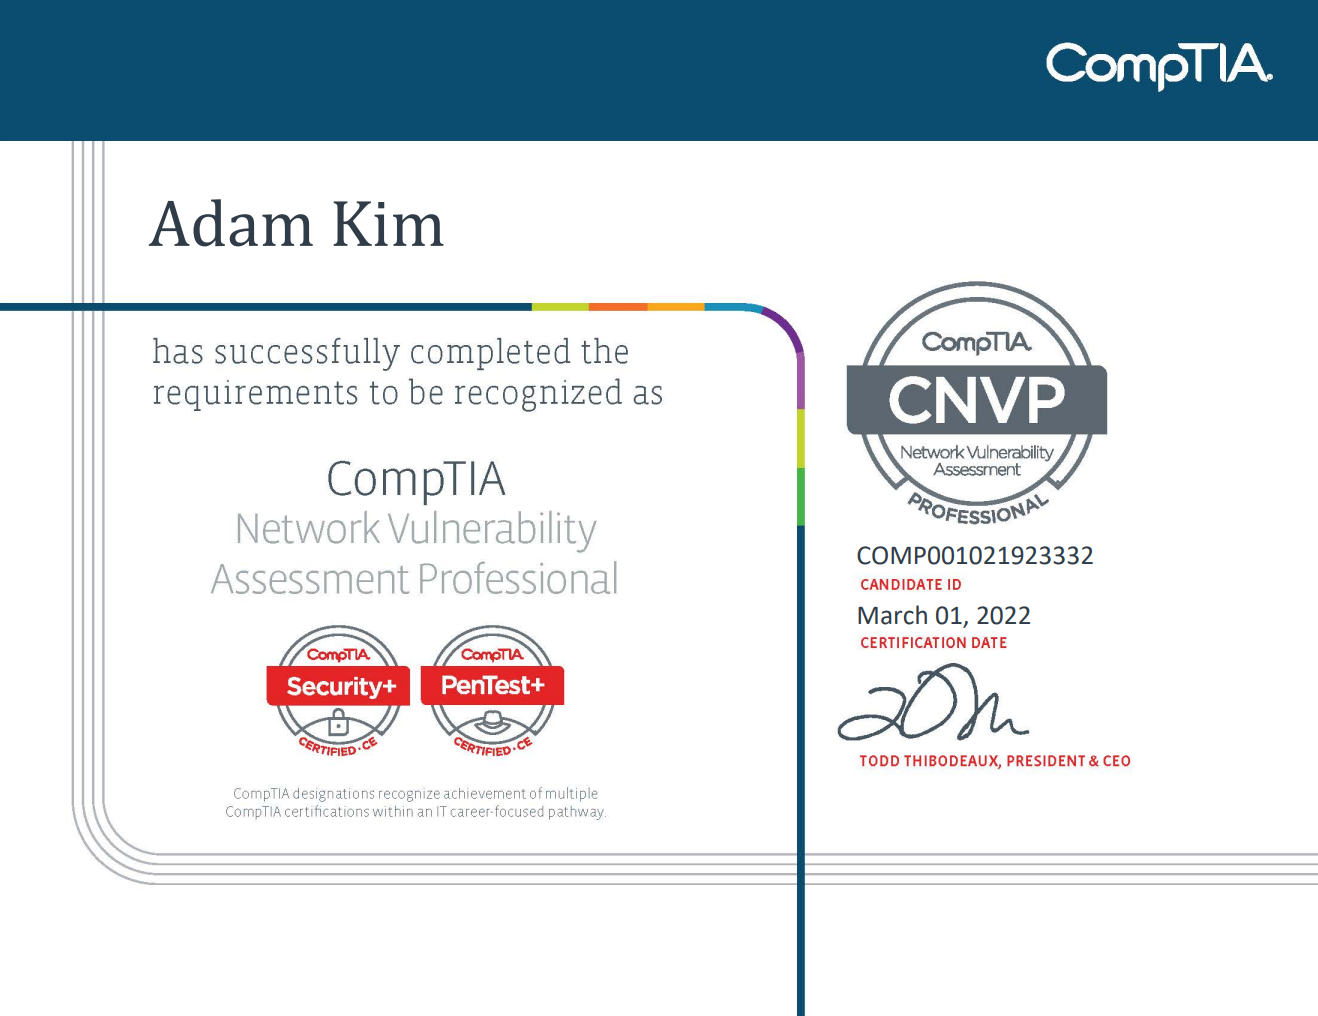 CompTIA.
Adam Kim
has successfully completed the
requirements to be recognized as
CompTIA
Network Vulnerability
Assessment Professional
CompTIA.
Security+
CERTIFIED·CE
CompTIA.
PenTest+
CERTIFIED·CE
CompTIA designations recognize achievement of multiple
CompTIA certifications within an IT career-focused pathway.
CompTIA.
CNVP
Network Vulnerability
Assessment
PROFESSIONAL
COMP001021923332
CANDIDATE ID
March 01, 2022
CERTIFICATION DATE
TODD THIBODEAUX, PRESIDENT & CEO